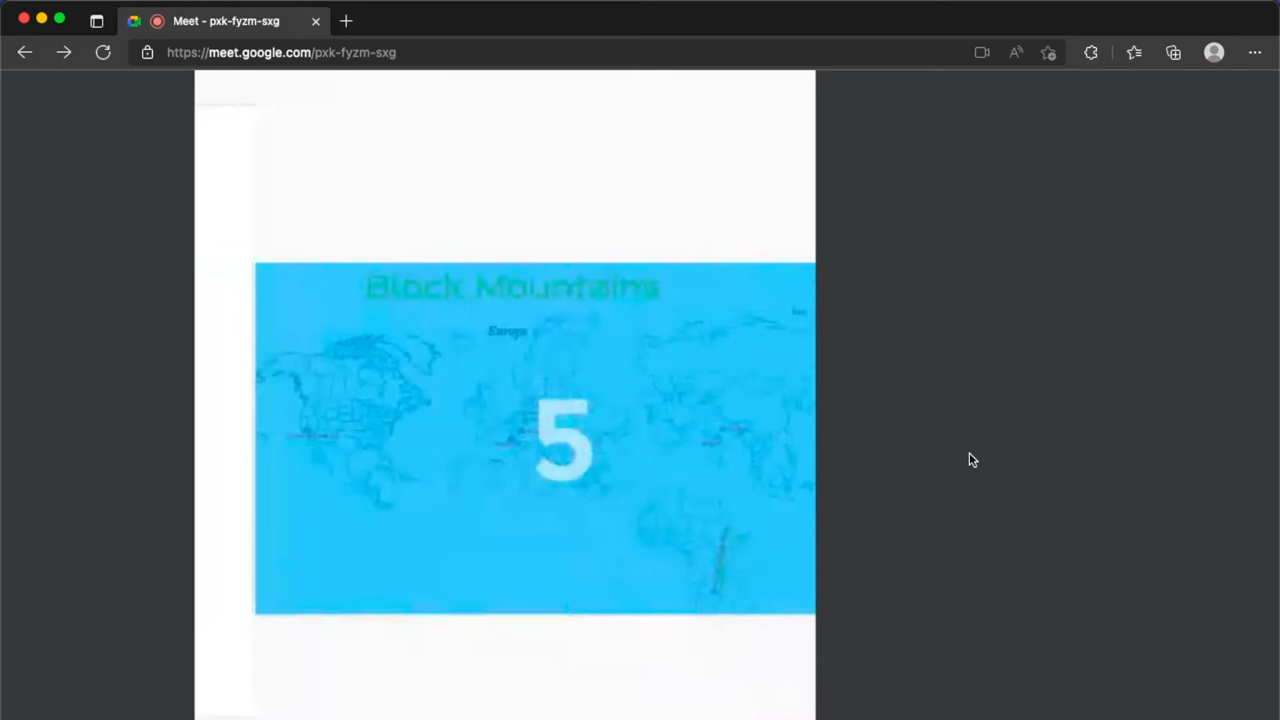 Meet - pxk-fyzm-sxg
https://meet.google.com/pxk-fyzm-sxg
Block Mountains
Europe
5